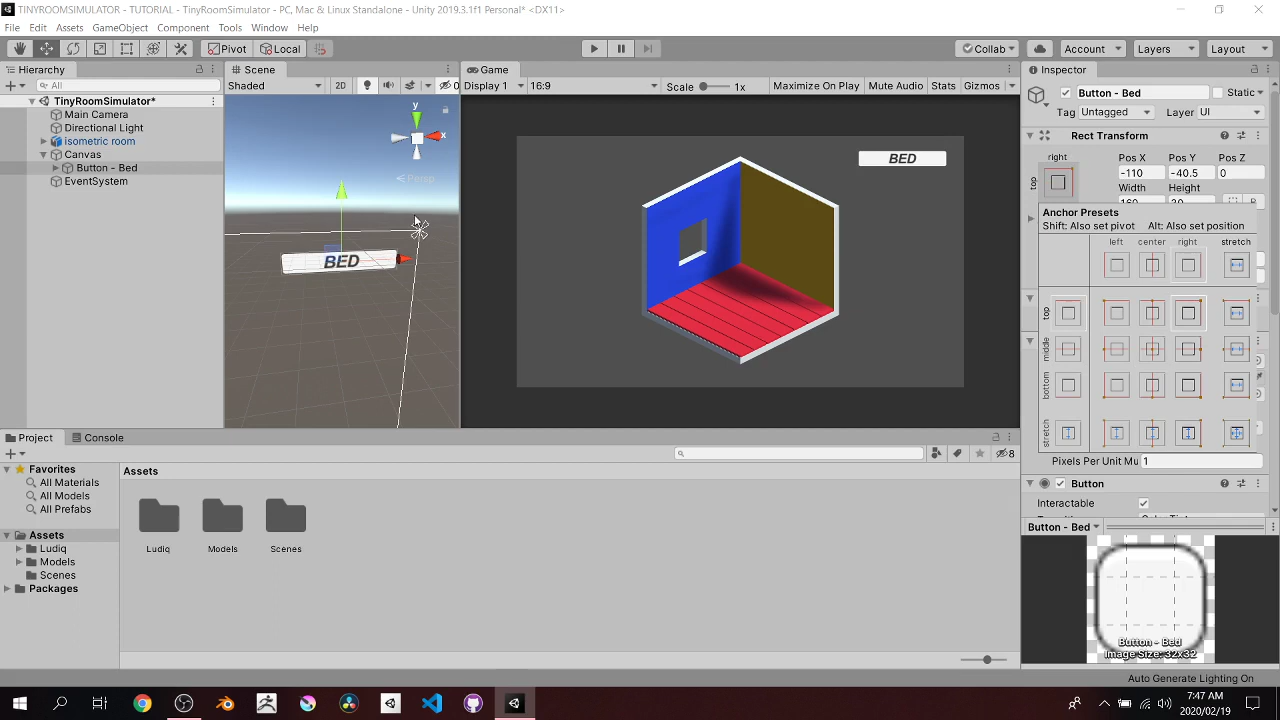 TINYROOMSIMULATOR - TUTORIAL - TinyRoomSimulator - PC, Mac & Linux Standalone - Unity 2019.3.1f1 Personal* <DX11>
File Edit Assets GameObject Component Tools Window Help
Pivot Local Collab Account Layers Layout
Hierarchy
All
TinyRoomSimulator*
Main Camera
Directional Light
isometric room
Canvas
Button - Bed
EventSystem
Scene
Shaded 2D 0
y
x
Persp
BED
Game
Display 1 16:9 Scale 1x Maximize On Play Mute Audio Stats Gizmos
BED
Inspector
Button - Bed Static
Tag Untagged Layer UI
Rect Transform
right Pos X Pos Y Pos Z
top -110 -40.5 0
Width Height
160 30
Anchor Presets
Shift: Also set pivot Alt: Also set position
left center right stretch
top
middle
bottom
stretch
Pixels Per Unit Mu 1
Button
Interactable
Button - Bed
Button - Bed
Image Size: 32x32
Project Console
8
Favorites
All Materials
All Models
All Prefabs
Assets
Ludiq
Models
Scenes
Packages
Assets
Ludiq Models Scenes
Auto Generate Lighting On
7:47 AM
2020/02/19